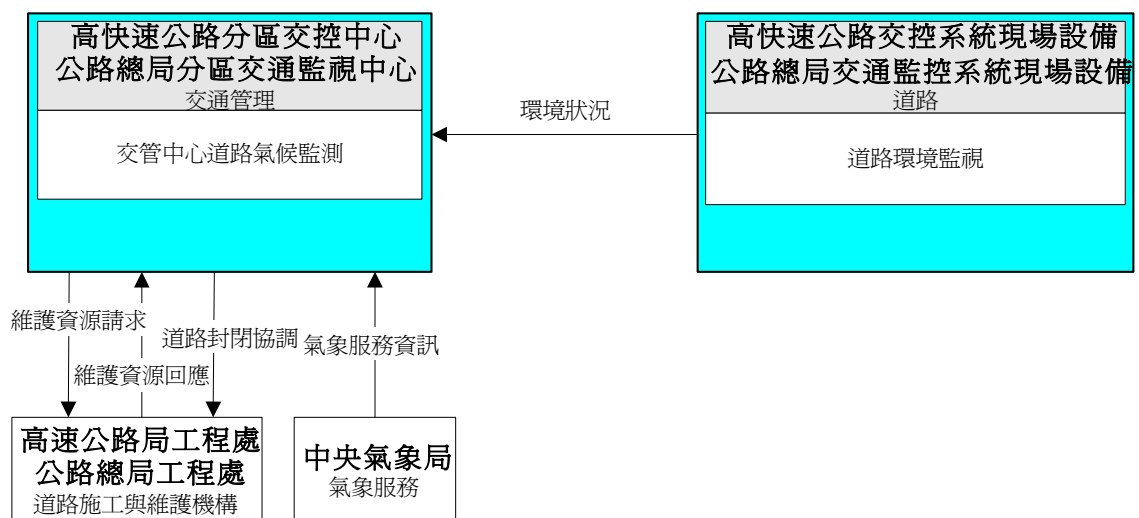 高快速公路分區交控中心
公路總局分區交通監視中心
交通管理
交管中心道路氣候監測
環境狀況
高快速公路交控系統現場設備
公路總局交通監控系統現場設備
道路
道路環境監視
維護資源請求
維護資源回應
道路封閉協調
氣象服務資訊
高速公路局工程處
公路總局工程處
道路施工與維護機構
中央氣象局
氣象服務